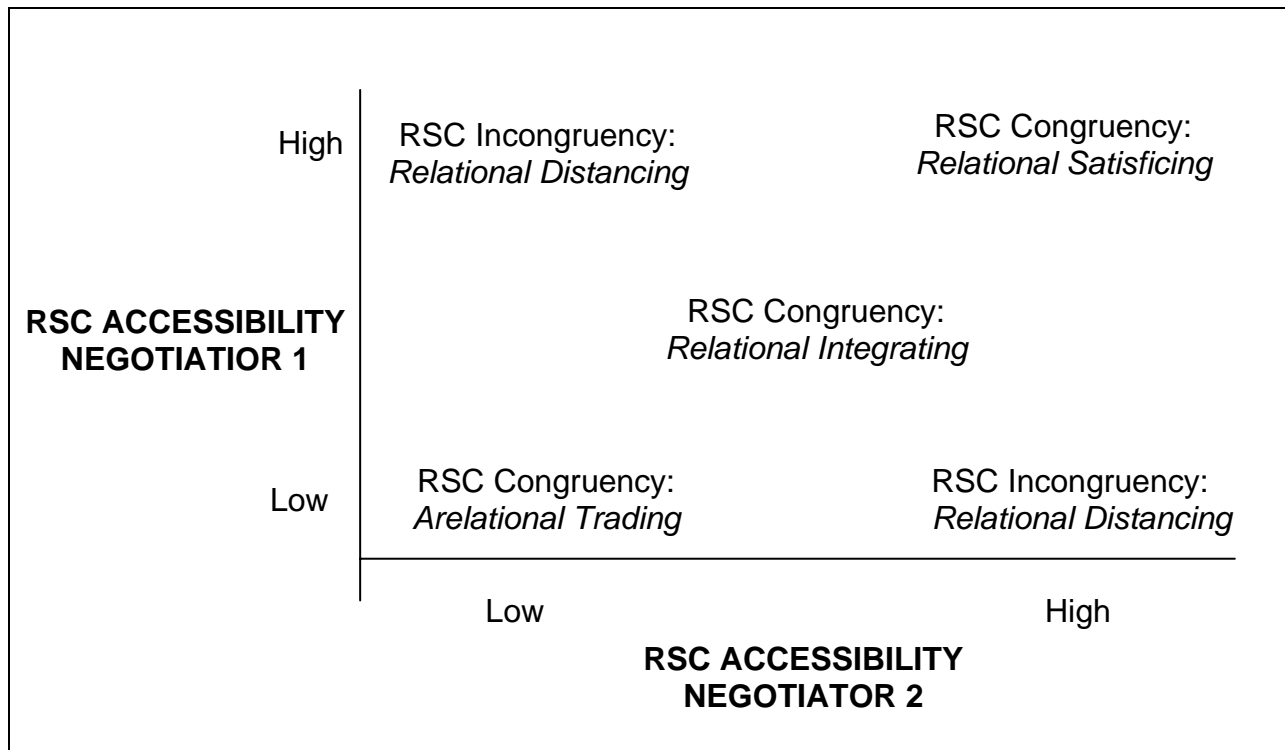 High
RSC Incongruency:
Relational Distancing
RSC Congruency:
Relational Satisficing
RSC ACCESSIBILITY
NEGOTIATIOR 1
RSC Congruency:
Relational Integrating
Low
RSC Congruency:
Arelational Trading
RSC Incongruency:
Relational Distancing
Low
High
RSC ACCESSIBILITY
NEGOTIATOR 2